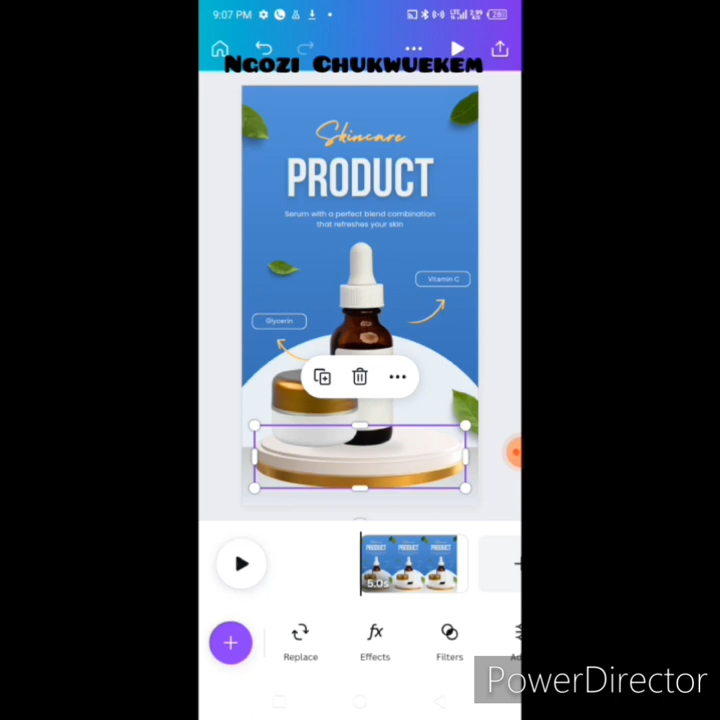 9:07 PM
NGOZI CHUKWUEKEM
Skincare
PRODUCT
Serum with a perfect blend combination
that refreshes your skin
Vitamin C
Glycerin
5.0s
Replace
Effects
Filters
PowerDirector